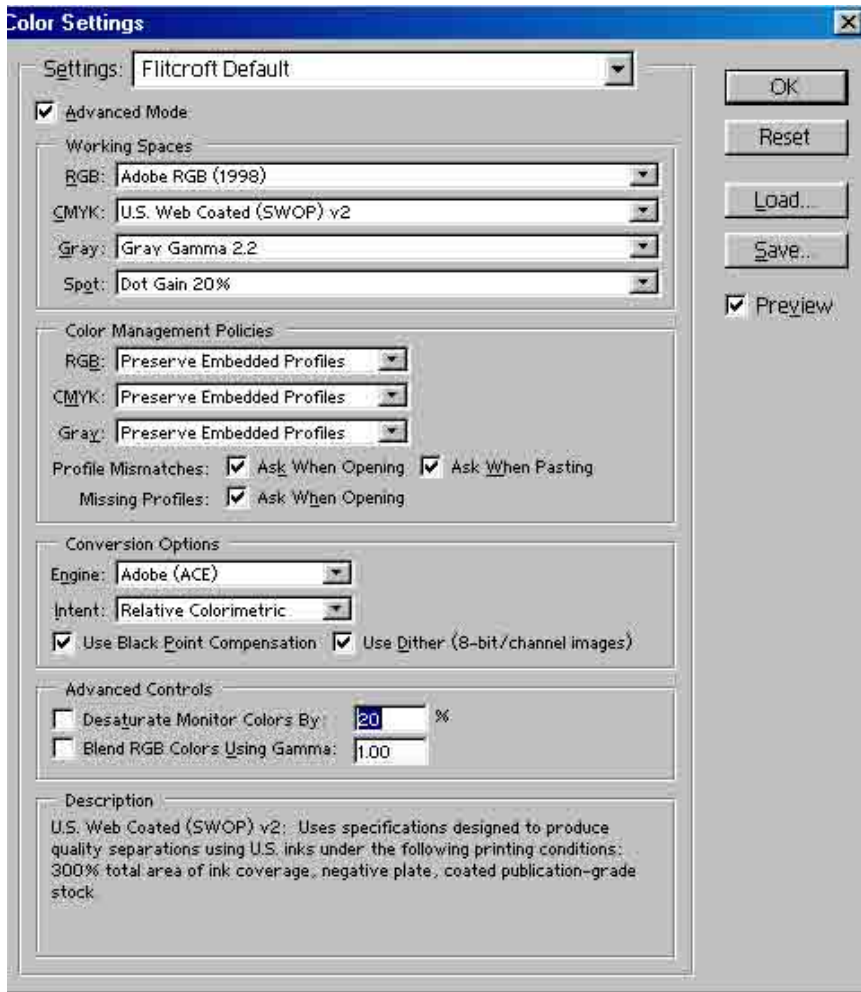 Color Settings
Settings: Flitcroft Default
Advanced Mode
Working Spaces
RGB: Adobe RGB (1998)
CMYK: U.S. Web Coated (SWOP) v2
Gray: Gray Gamma 2.2
Spot: Dot Gain 20%
Color Management Policies
RGB: Preserve Embedded Profiles
CMYK: Preserve Embedded Profiles
Gray: Preserve Embedded Profiles
Profile Mismatches: Ask When Opening Ask When Pasting
Missing Profiles: Ask When Opening
Conversion Options
Engine: Adobe (ACE)
Intent: Relative Colorimetric
Use Black Point Compensation Use Dither (8-bit/channel images)
Advanced Controls
Desaturate Monitor Colors By: 20 %
Blend RGB Colors Using Gamma: 1.00
Description
U.S. Web Coated (SWOP) v2: Uses specifications designed to produce
quality separations using U.S. inks under the following printing conditions:
300% total area of ink coverage, negative plate, coated publication-grade
stock
OK
Reset
Load...
Save...
Preview